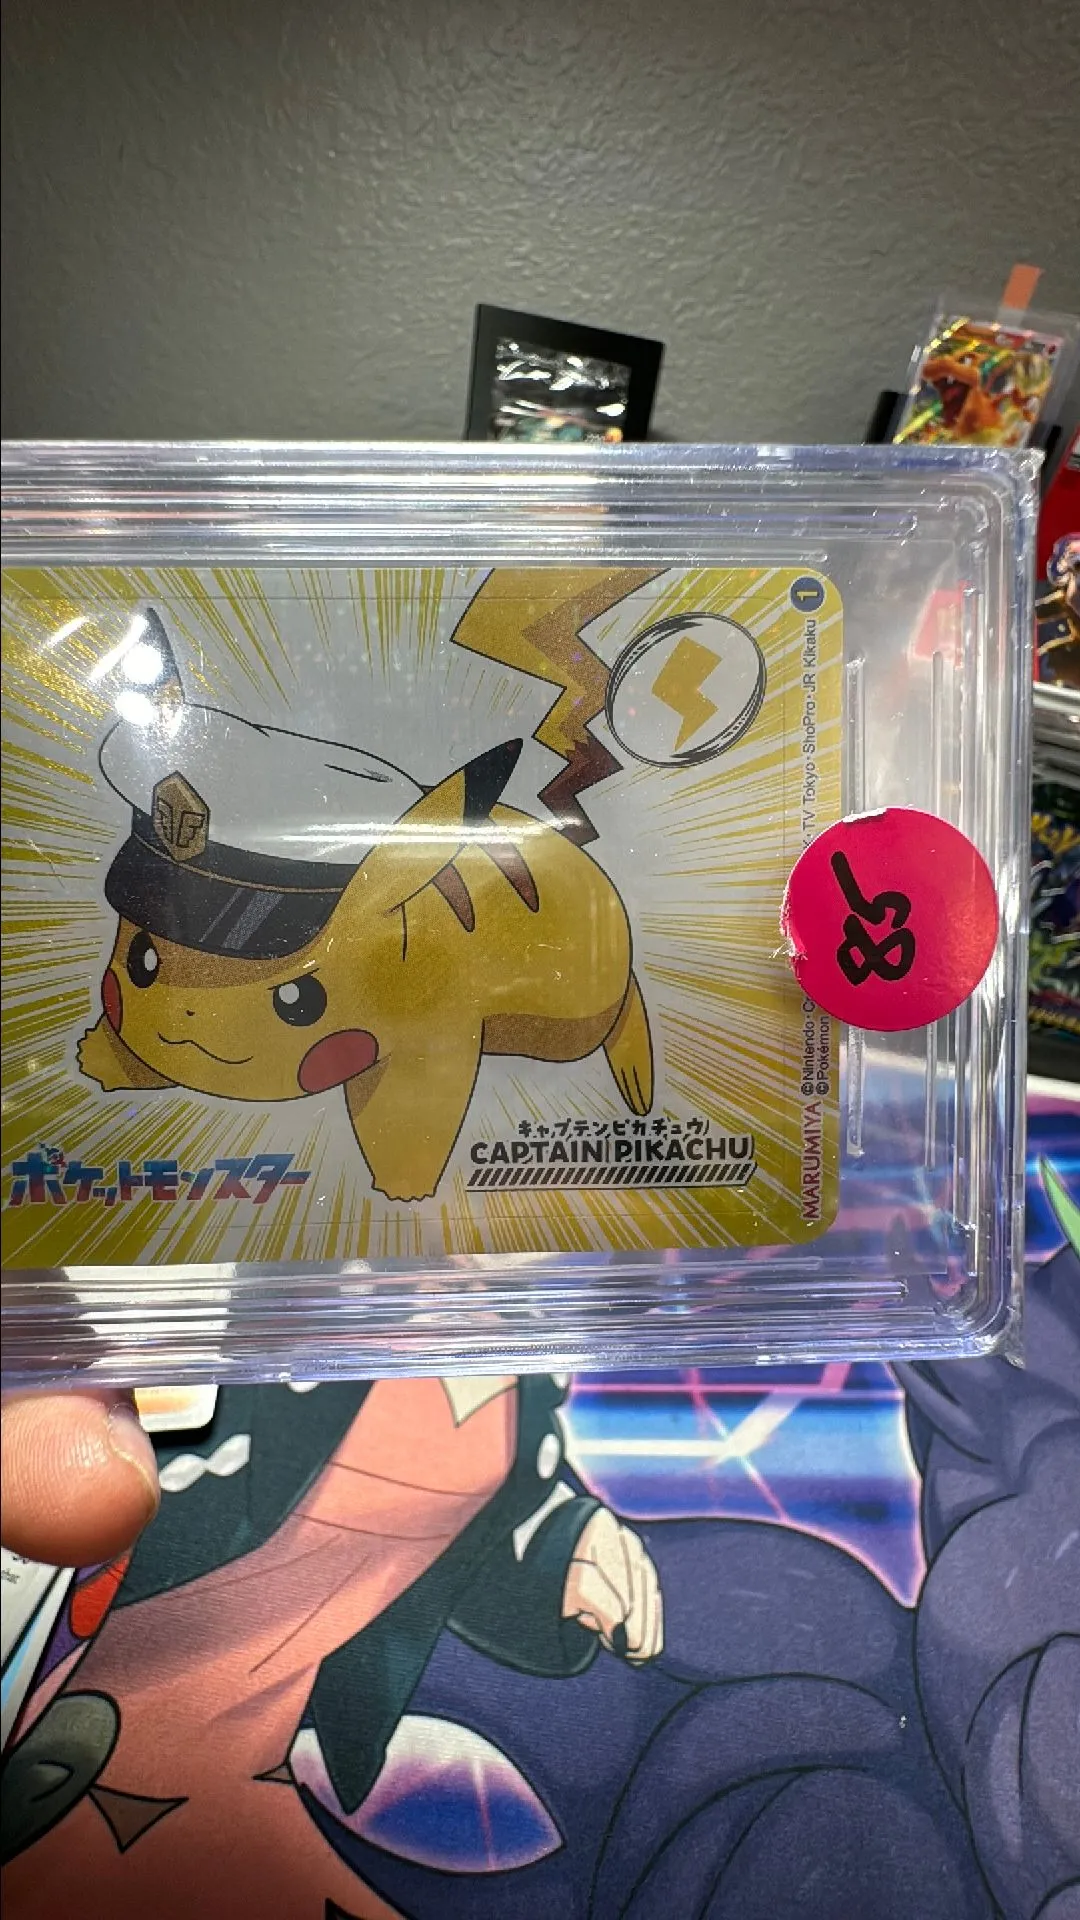 1
TV Tokyo・ShoPro・JR Kikaku
©Nintendo・C
©Pokémon
MARUMIYA
85
キャプテンピカチュウ
CAPTAIN PIKACHU
ポケットモンスター